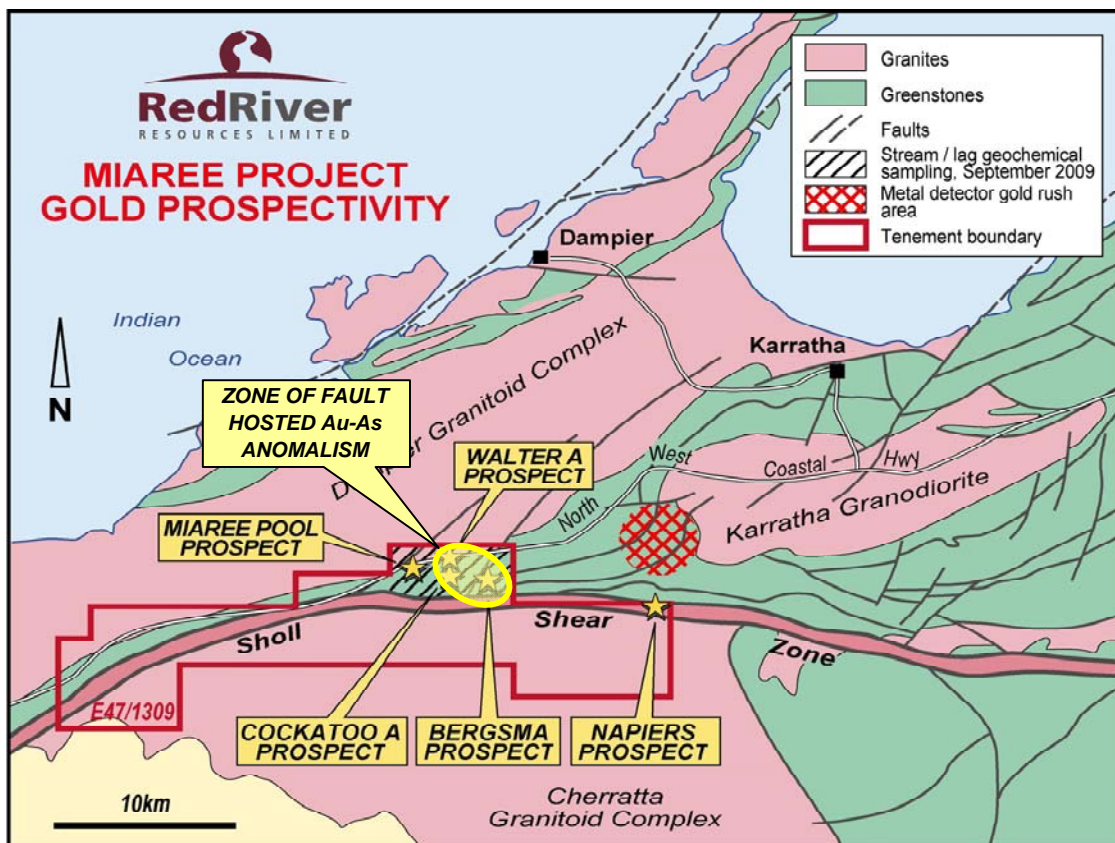 RedRiver
RESOURCES LIMITED
MIAREE PROJECT
GOLD PROSPECTIVITY
Granites
Greenstones
Faults
Stream / lag geochemical
sampling, September 2009
Metal detector gold rush
area
Tenement boundary
Dampier
Indian
Ocean
Karratha
N
ZONE OF FAULT
HOSTED Au-As
ANOMALISM
D er Granitoid Complex
WALTER A
PROSPECT
North West Coastal Hwy
Karratha Granodiorite
MIAREE POOL
PROSPECT
Sholl Shear Zone
E47/1309
COCKATOO A
PROSPECT
BERGSMA
PROSPECT
NAPIERS
PROSPECT
10km
Cherratta
Granitoid Complex